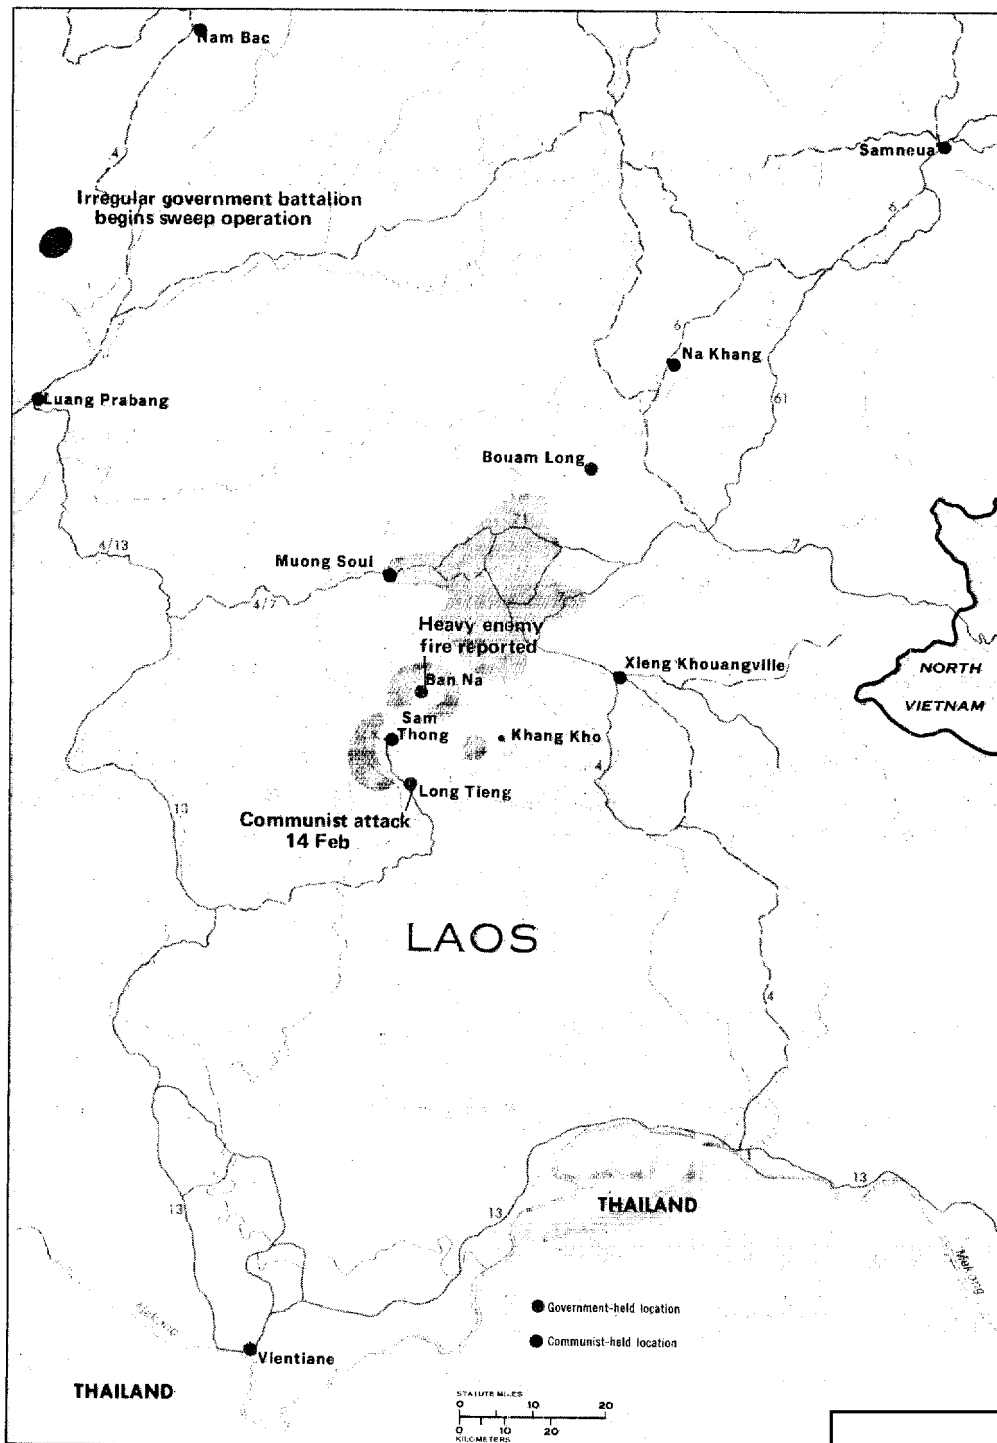 Nam Bac
Samneua
4
Irregular government battalion
begins sweep operation
6
6
Na Khang
Luang Prabang
61
Bouam Long
71
4/13
7
Muong Soui
4/7
7
Heavy enemy
fire reported
Xieng Khouangville
NORTH
VIETNAM
Ban Na
Sam
Thong
Khang Kho
4
Long Tieng
13
Communist attack
14 Feb
LAOS
4
13
THAILAND
13
13
Mekong
Government-held location
Mekong
Communist-held location
Vientiane
THAILAND
STATUTE MILES
0 10 20
0 10 20
KILOMETERS